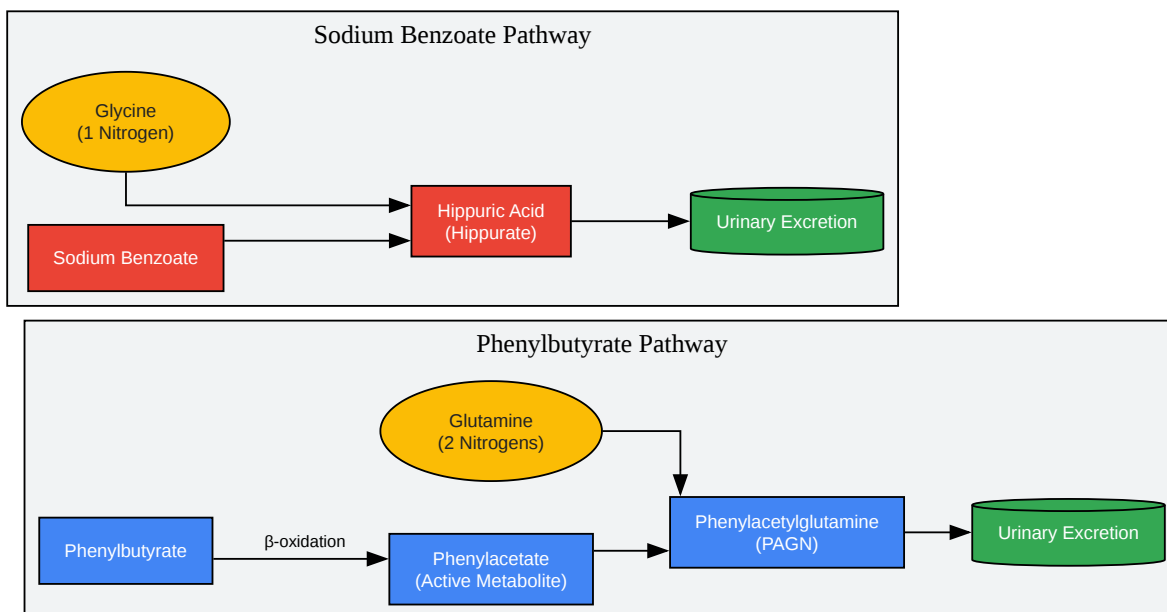 Sodium Benzoate Pathway
Glycine
(1 Nitrogen)
Sodium Benzoate
Hippuric Acid
(Hippurate)
Urinary Excretion
Phenylbutyrate Pathway
Glutamine
(2 Nitrogens)
Phenylbutyrate
β-oxidation
Phenylacetate
(Active Metabolite)
Phenylacetylglutamine
(PAGN)
Urinary Excretion